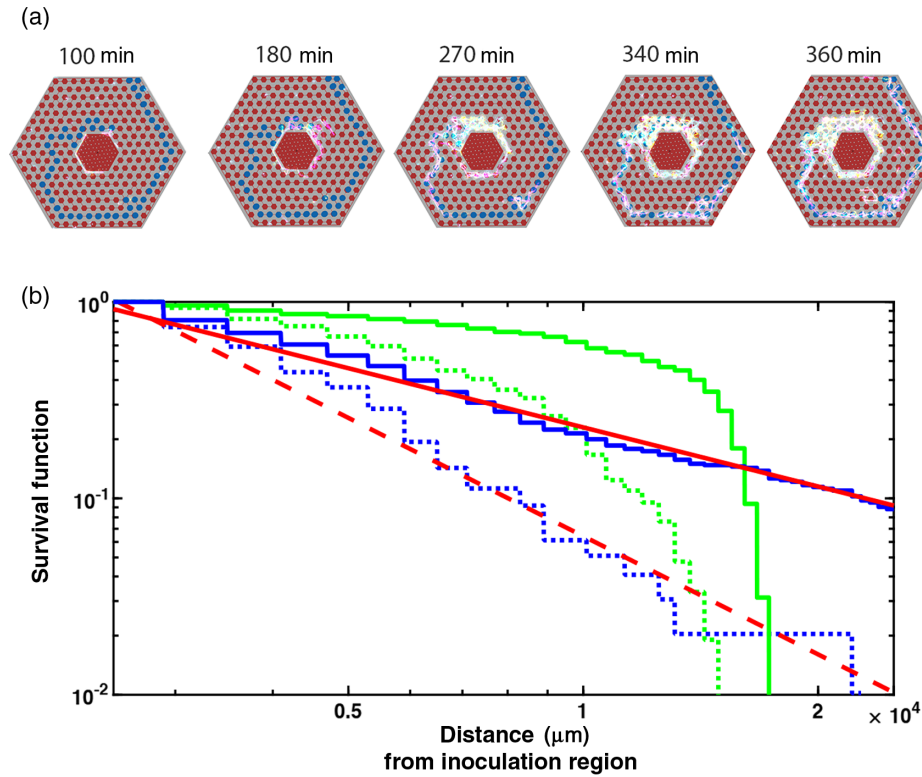 (a)
100 min 180 min 270 min 340 min 360 min
(b)
10⁰
10⁻¹
10⁻²
Survival function
0.5 1 2 × 10⁴
Distance (μm)
from inoculation region